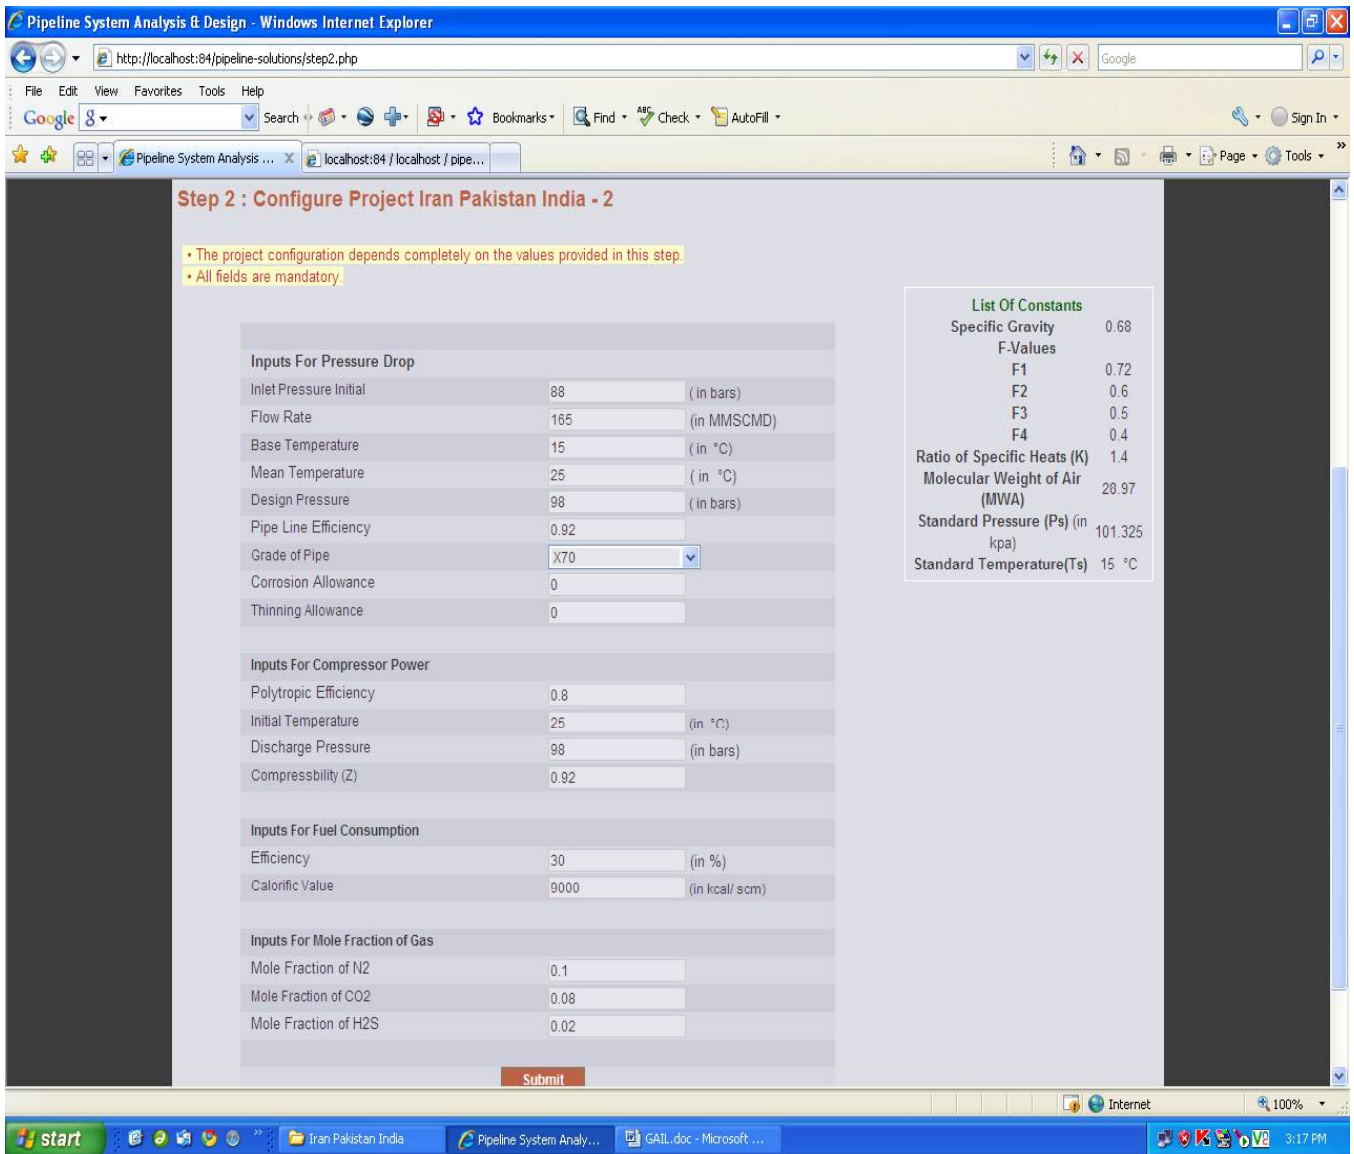 Pipeline System Analysis & Design - Windows Internet Explorer
http://localhost:84/pipeline-solutions/step2.php
Google
File Edit View Favorites Tools Help
Google
Search Bookmarks Find Check AutoFill Sign In
Pipeline System Analysis ... X localhost:84 / localhost / pipe... Page Tools
Step 2 : Configure Project Iran Pakistan India - 2
• The project configuration depends completely on the values provided in this step.
• All fields are mandatory.
Inputs For Pressure Drop
Inlet Pressure Initial 88 ( in bars)
Flow Rate 165 (in MMSCMD)
Base Temperature 15 ( in °C)
Mean Temperature 25 ( in °C)
Design Pressure 98 ( in bars)
Pipe Line Efficiency 0.92
Grade of Pipe X70
Corrosion Allowance 0
Thinning Allowance 0
Inputs For Compressor Power
Polytropic Efficiency 0.8
Initial Temperature 25 (in °C)
Discharge Pressure 98 (in bars)
Compressbility (Z) 0.92
Inputs For Fuel Consumption
Efficiency 30 (in %)
Calorific Value 9000 (in kcal/ scm)
Inputs For Mole Fraction of Gas
Mole Fraction of N2 0.1
Mole Fraction of CO2 0.08
Mole Fraction of H2S 0.02
Submit
List Of Constants
Specific Gravity 0.68
F-Values
F1 0.72
F2 0.6
F3 0.5
F4 0.4
Ratio of Specific Heats (K) 1.4
Molecular Weight of Air
(MWA) 28.97
Standard Pressure (Ps) (in
kpa) 101.325
Standard Temperature(Ts) 15 °C
Internet 100%
start Iran Pakistan India Pipeline System Analy... GAIL.doc - Microsoft ... 3:17 PM